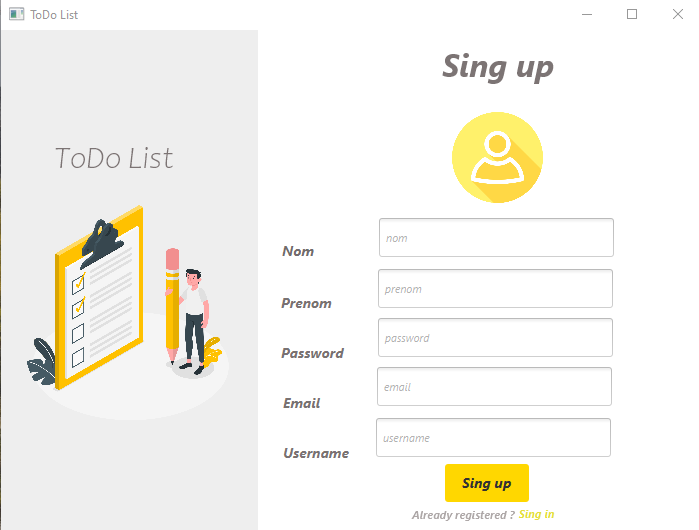 ToDo List
ToDo List
Sing up
Nom
nom
Prenom
prenom
Password
password
Email
email
Username
username
Sing up
Already registered ? Sing in